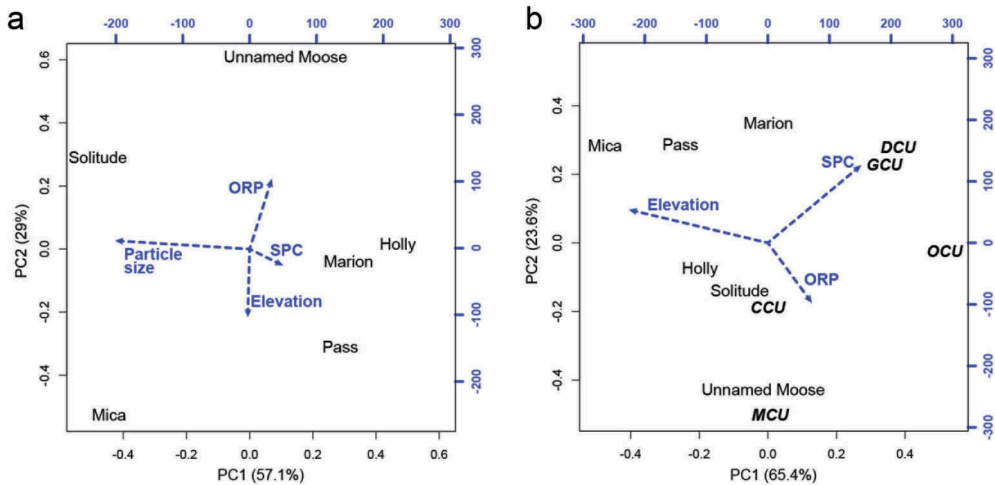 a
-200 -100 0 100 200 300
PC2 (29%)
0.6
0.4
0.2
0.0
-0.2
-0.4
Unnamed Moose
Solitude
ORP
Particle
size
SPC
Holly
Marion
Elevation
Pass
Mica
300
200
100
0
-100
-200
-0.4 -0.2 0.0 0.2 0.4 0.6
PC1 (57.1%)
b
-300 -200 -100 0 100 200 300
PC2 (23.6%)
0.4
0.2
0.0
-0.2
-0.4
Marion
Mica
Pass
DCU
SPC
GCU
Elevation
OCU
Holly
ORP
Solitude
CCU
Unnamed Moose
MCU
300
200
100
0
-100
-200
-300
-0.4 -0.2 0.0 0.2 0.4
PC1 (65.4%)